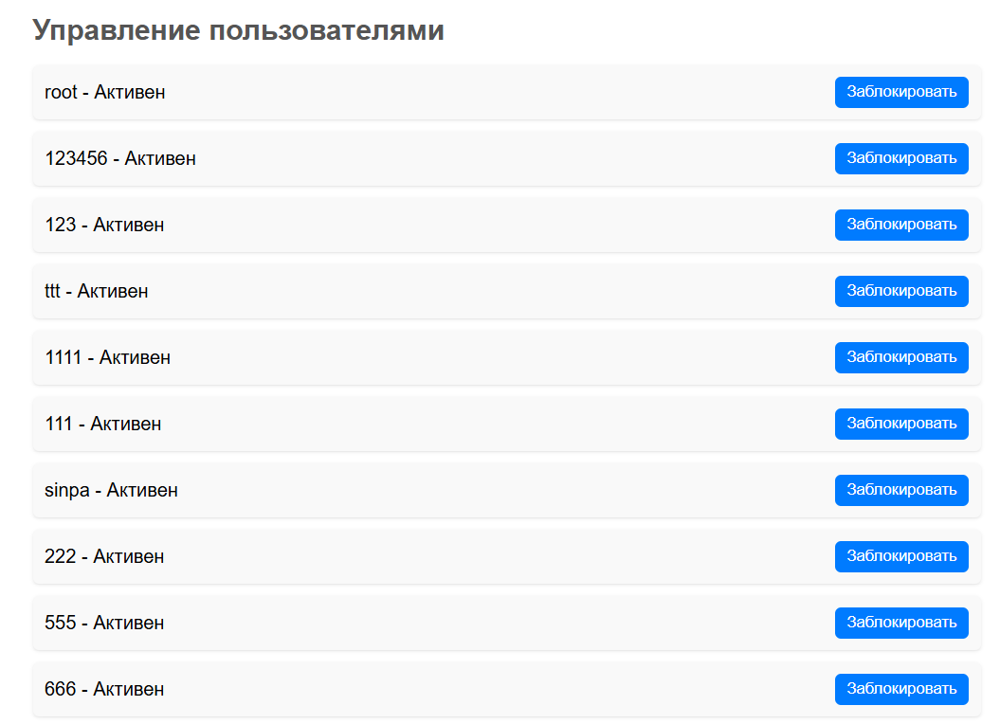 Управление пользователями
root - Активен
Заблокировать
123456 - Активен
Заблокировать
123 - Активен
Заблокировать
ttt - Активен
Заблокировать
1111 - Активен
Заблокировать
111 - Активен
Заблокировать
sinpa - Активен
Заблокировать
222 - Активен
Заблокировать
555 - Активен
Заблокировать
666 - Активен
Заблокировать